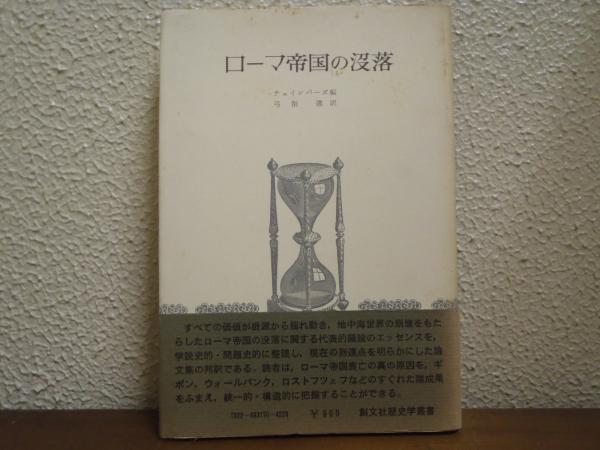 ローマ帝国の没落
チェインバーズ編
弓削 達訳
すべての価値が根源から揺れ動き，地中海世界の崩壊をもた
らしたローマ帝国の没落に関する代表的議論のエッセンスを，
学説史的・問題史的に整理し，現在の到達点を明らかにした論
文集の邦訳である。読者は，ローマ帝国衰亡の真の原因を，ギ
ボン，ウォールバンク，ロストフツェフなどのすぐれた諸成果
をふまえ，統一的・構造的に把握することができる。
￥900 創文社歴史学叢書